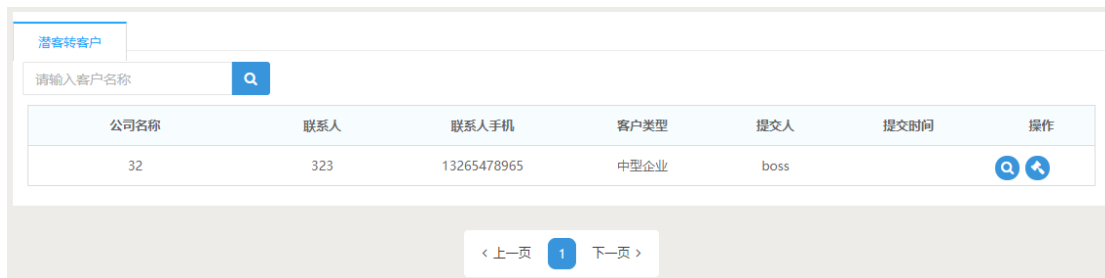 潜客转客户
请输入客户名称
公司名称 联系人 联系人手机 客户类型 提交人 提交时间 操作
32 323 13265478965 中型企业 boss
‹ 上一页 1 下一页 ›